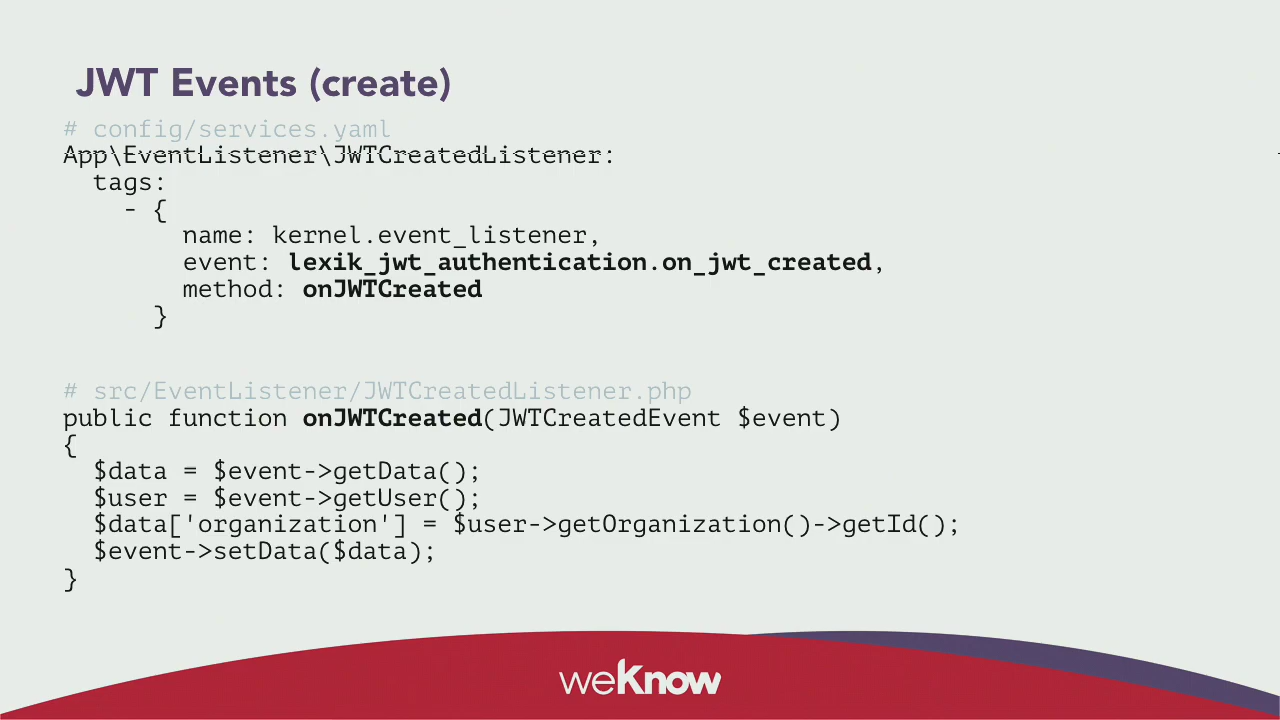 JWT Events (create)
# config/services.yaml
App\EventListener\JWTCreatedListener:
  tags:
    - {
        name: kernel.event_listener,
        event: lexik_jwt_authentication.on_jwt_created,
        method: onJWTCreated
      }
# src/EventListener/JWTCreatedListener.php
public function onJWTCreated(JWTCreatedEvent $event)
{
  $data = $event->getData();
  $user = $event->getUser();
  $data['organization'] = $user->getOrganization()->getId();
  $event->setData($data);
}
weKnow